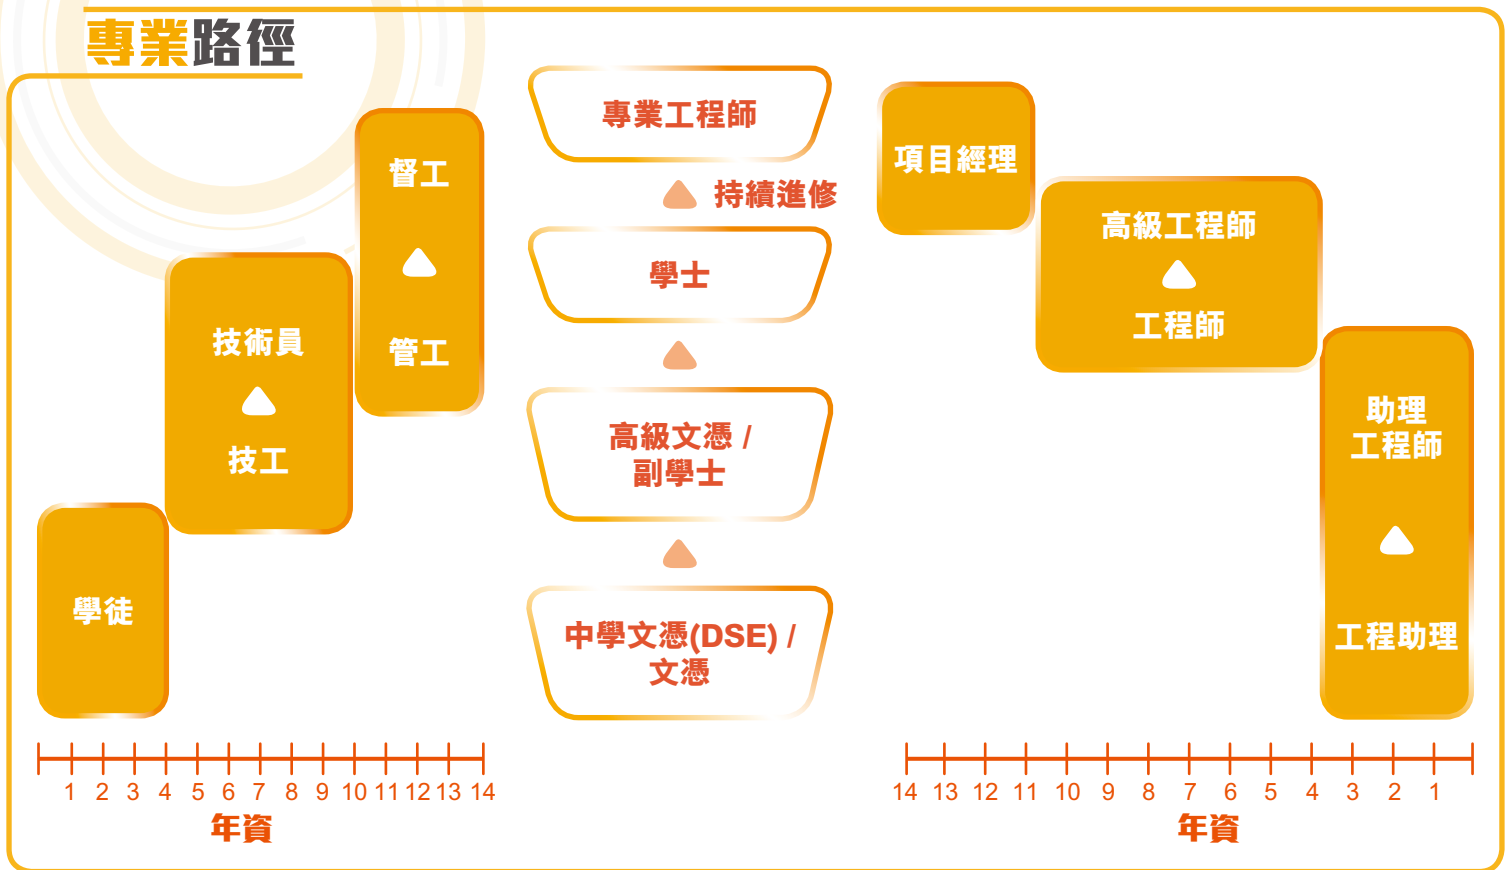 專業路徑
督工
管工
技術員
技工
學徒
1 2 3 4 5 6 7 8 9 10 11 12 13 14
年資
專業工程師
持續進修
學士
高級文憑 /
副學士
中學文憑(DSE) /
文憑
項目經理
高級工程師
工程師
助理
工程師
工程助理
14 13 12 11 10 9 8 7 6 5 4 3 2 1
年資